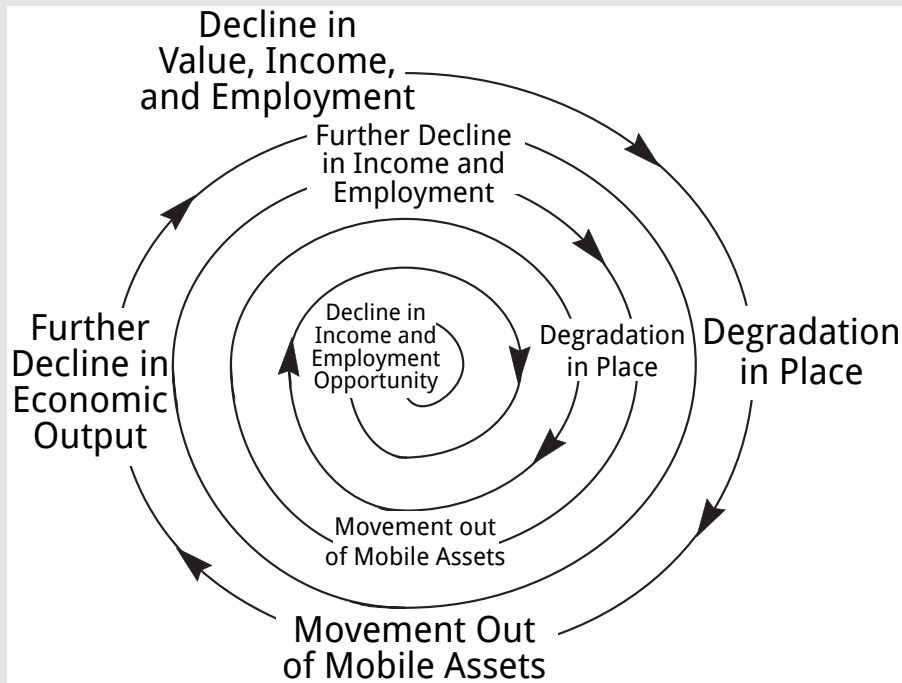 Decline in
Value, Income,
and Employment
Further Decline
in Income and
Employment
Decline in
Income and
Employment
Opportunity
Degradation
in Place
Degradation
in Place
Further
Decline in
Economic
Output
Movement out
of Mobile Assets
Movement Out
of Mobile Assets